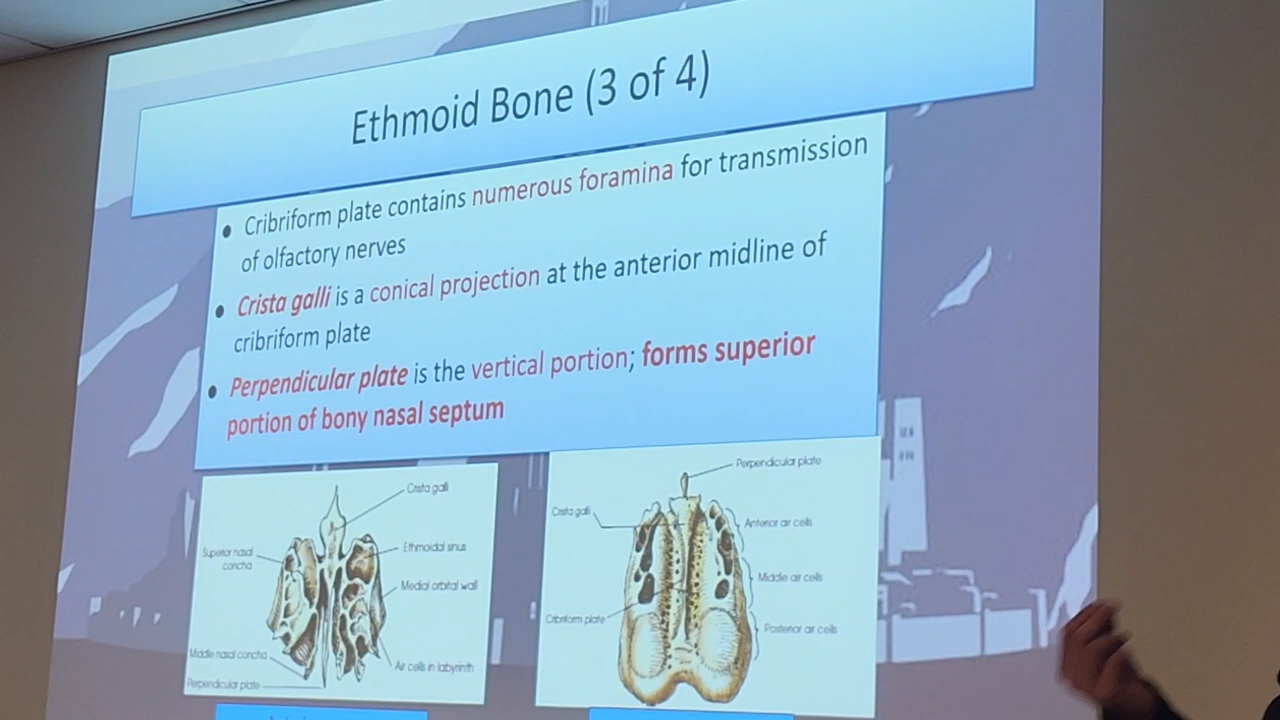 Ethmoid Bone (3 of 4)
• Cribriform plate contains numerous foramina for transmission
of olfactory nerves
• Crista galli is a conical projection at the anterior midline of
cribriform plate
• Perpendicular plate is the vertical portion; forms superior
portion of bony nasal septum
Crista galli
Superior nasal
concha
Ethmoidal sinus
Medial orbital wall
Middle nasal concha
Air cells in labyrinth
Perpendicular plate
Perpendicular plate
Crista galli
Anterior air cells
Middle air cells
Cribriform plate
Posterior air cells